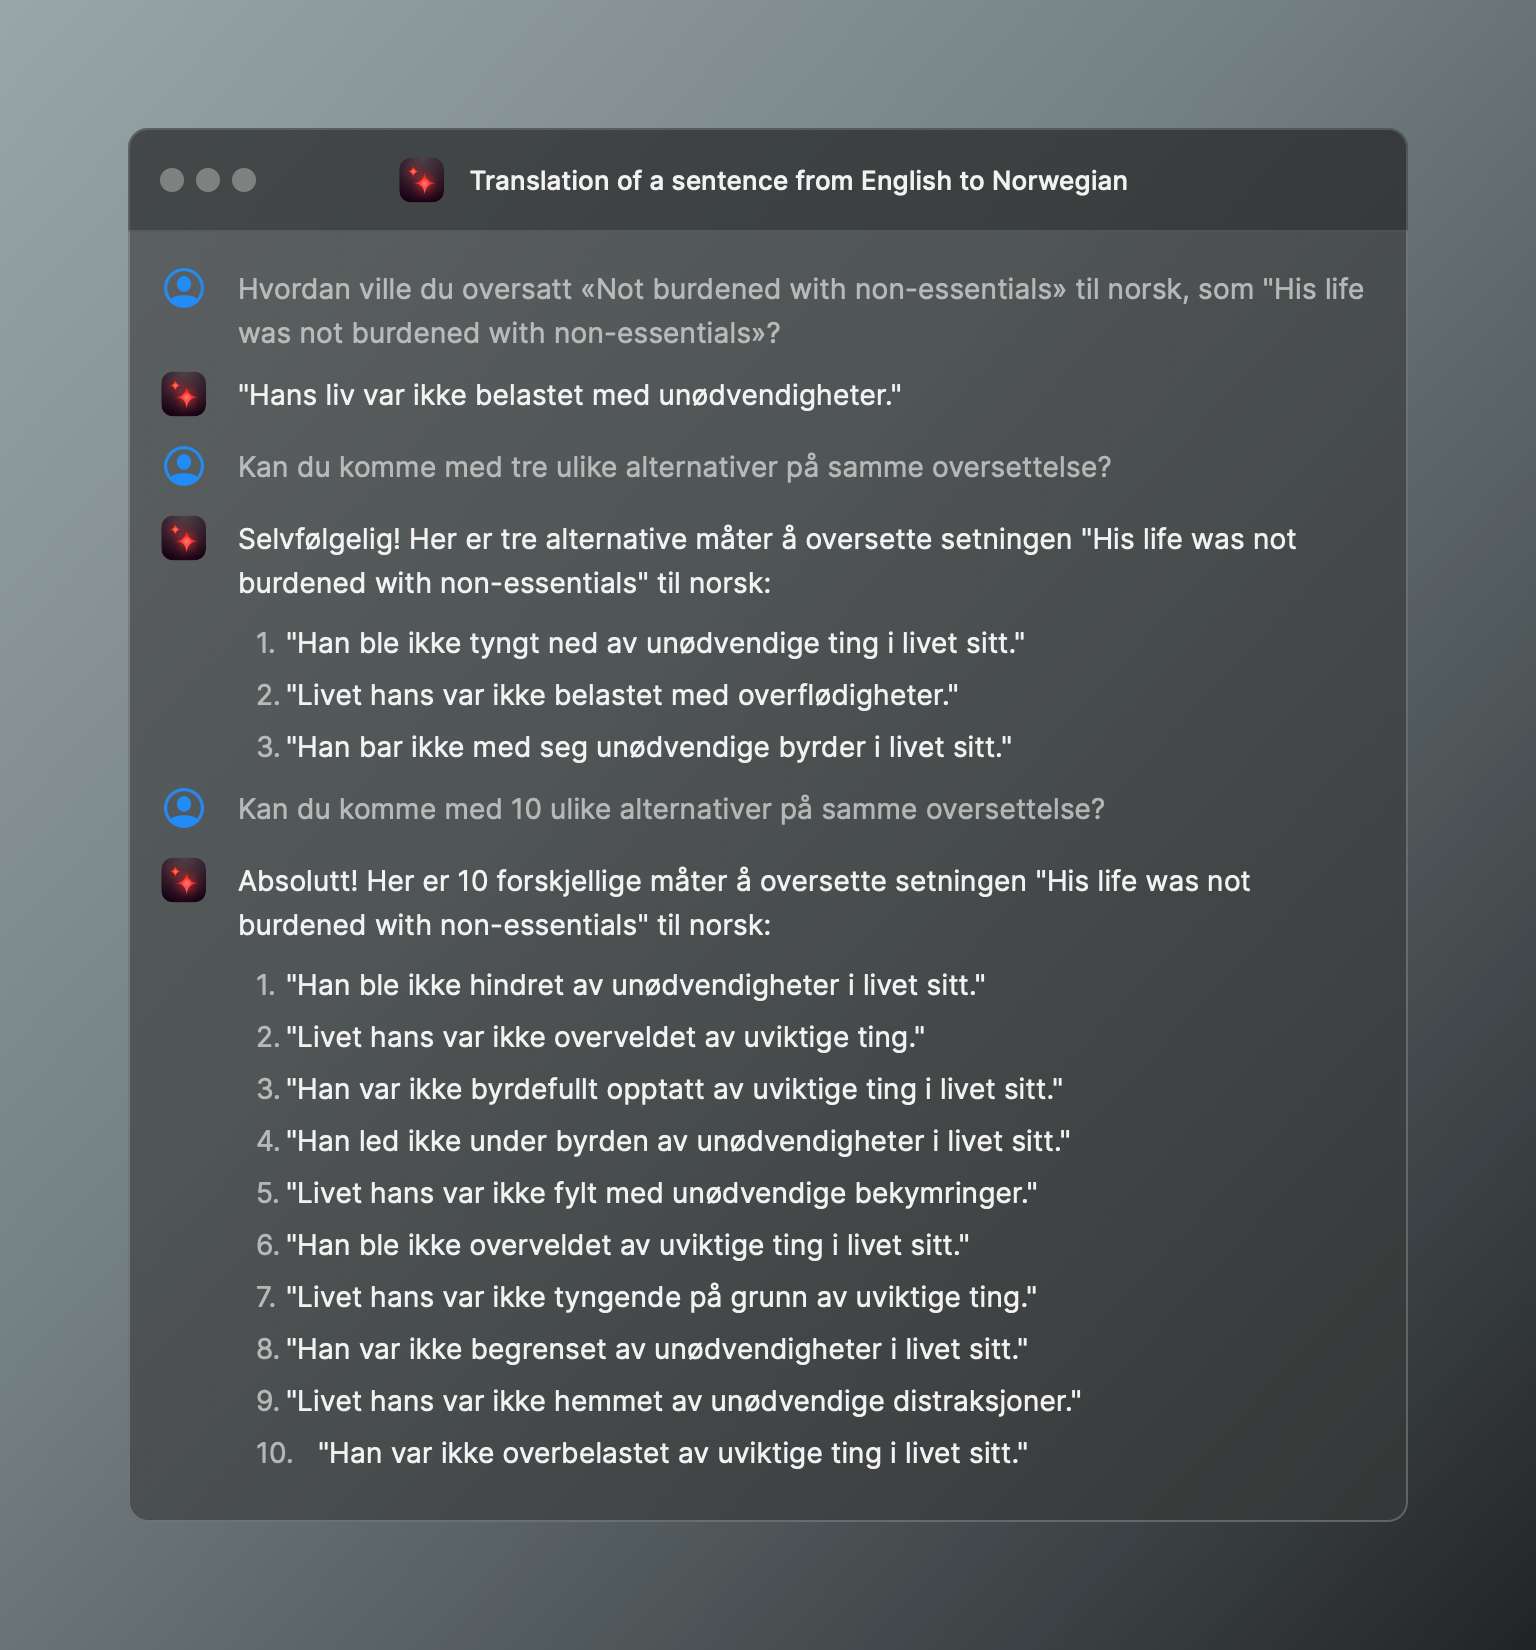 Translation of a sentence from English to Norwegian
Hvordan ville du oversatt «Not burdened with non-essentials» til norsk, som "His life
was not burdened with non-essentials»?
"Hans liv var ikke belastet med unødvendigheter."
Kan du komme med tre ulike alternativer på samme oversettelse?
Selvfølgelig! Her er tre alternative måter å oversette setningen "His life was not
burdened with non-essentials" til norsk:
1. "Han ble ikke tyngt ned av unødvendige ting i livet sitt."
2. "Livet hans var ikke belastet med overflødigheter."
3. "Han bar ikke med seg unødvendige byrder i livet sitt."
Kan du komme med 10 ulike alternativer på samme oversettelse?
Absolutt! Her er 10 forskjellige måter å oversette setningen "His life was not
burdened with non-essentials" til norsk:
1. "Han ble ikke hindret av unødvendigheter i livet sitt."
2. "Livet hans var ikke overveldet av uviktige ting."
3. "Han var ikke byrdefullt opptatt av uviktige ting i livet sitt."
4. "Han led ikke under byrden av unødvendigheter i livet sitt."
5. "Livet hans var ikke fylt med unødvendige bekymringer."
6. "Han ble ikke overveldet av uviktige ting i livet sitt."
7. "Livet hans var ikke tyngende på grunn av uviktige ting."
8. "Han var ikke begrenset av unødvendigheter i livet sitt."
9. "Livet hans var ikke hemmet av unødvendige distraksjoner."
10. "Han var ikke overbelastet av uviktige ting i livet sitt."